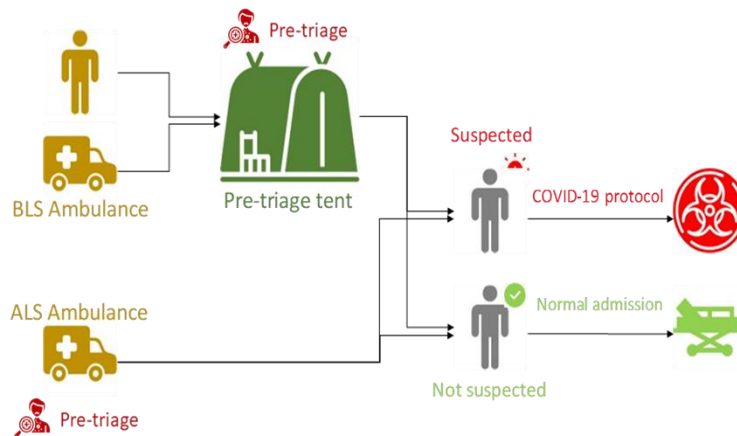 Pre-triage
Suspected
Pre-triage tent
BLS Ambulance
COVID-19 protocol
ALS Ambulance
Normal admission
Not suspected
Pre-triage